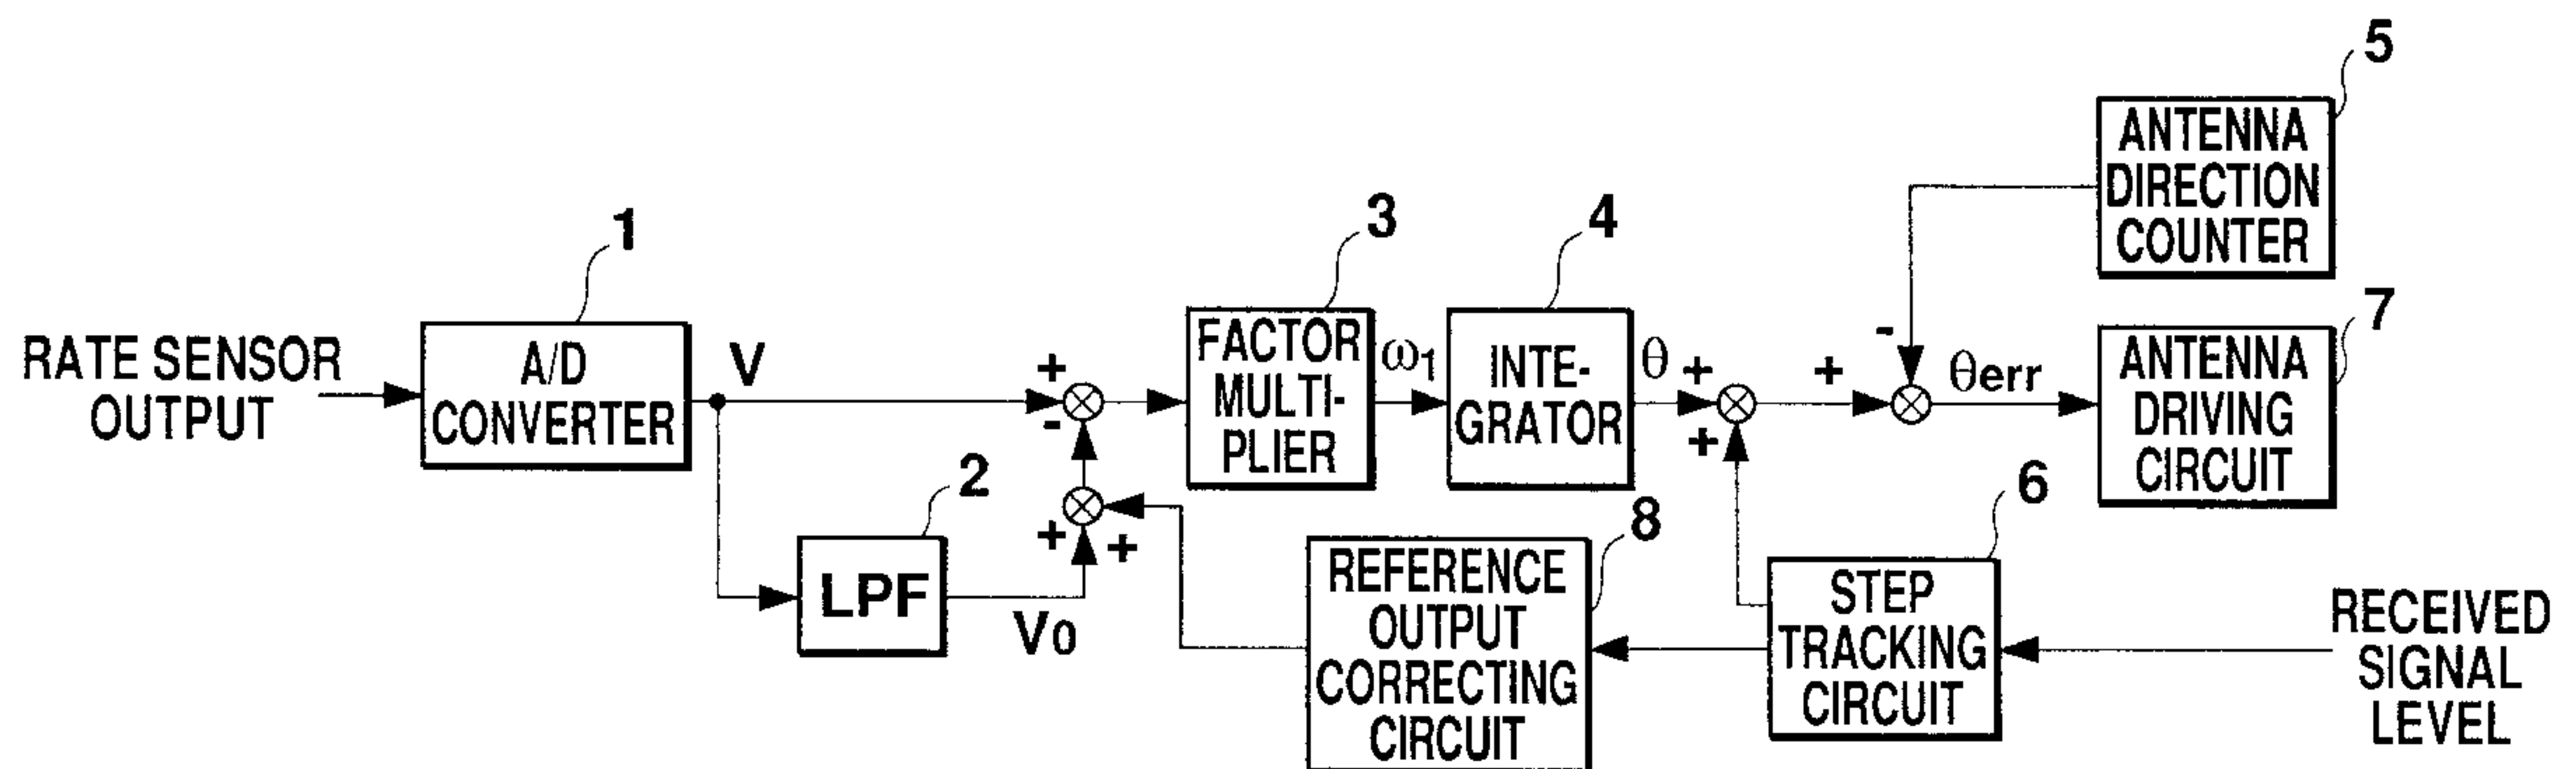 5
ANTENNA
DIRECTION
COUNTER
1
3
4
7
RATE SENSOR
OUTPUT
A/D
CONVERTER
V
+
-
FACTOR
MULTI-
PLIER
ω1
INTE-
GRATOR
θ
+
+
+
-
θerr
ANTENNA
DRIVING
CIRCUIT
2
LPF
V0
+
+
8
REFERENCE
OUTPUT
CORRECTING
CIRCUIT
6
STEP
TRACKING
CIRCUIT
RECEIVED
SIGNAL
LEVEL